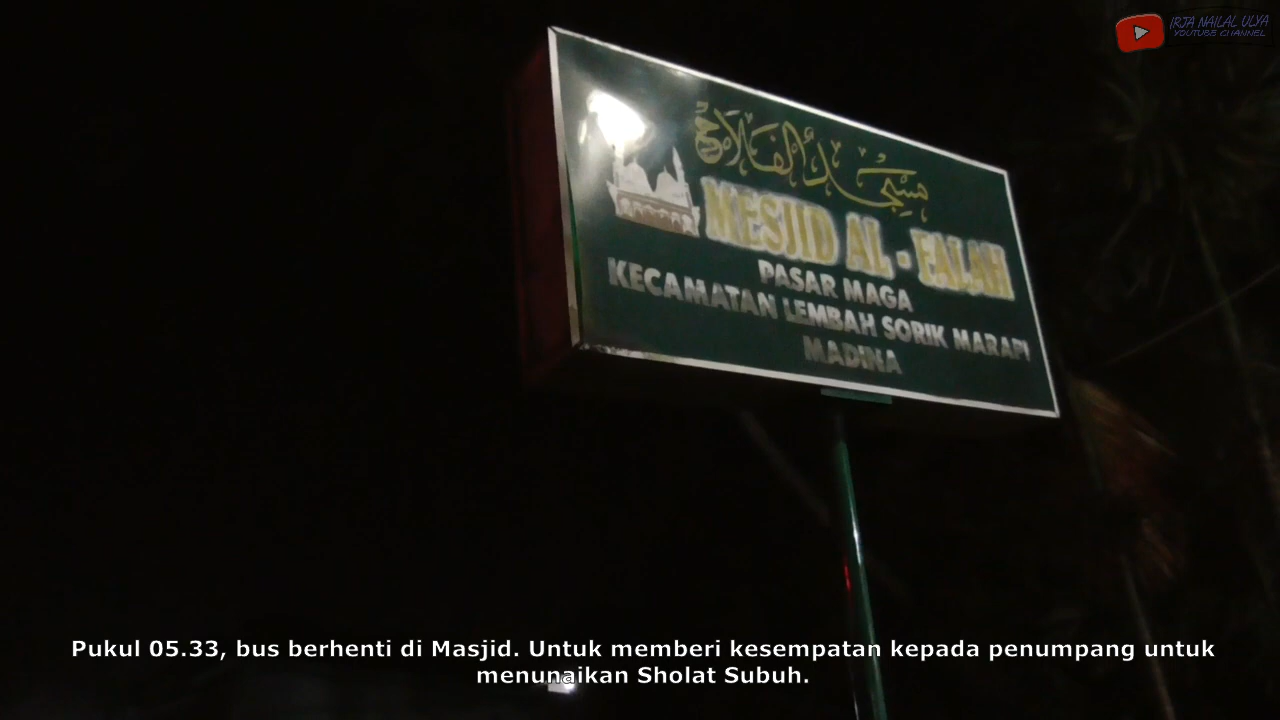 IRJA NAILAL ULYA
YOUTUBE CHANNEL
مسجد الفلاح
MESJID AL - FALAH
PASAR MAGA
KECAMATAN LEMBAH SORIK MARAPI
MADINA
Pukul 05.33, bus berhenti di Masjid. Untuk memberi kesempatan kepada penumpang untuk
menunaikan Sholat Subuh.